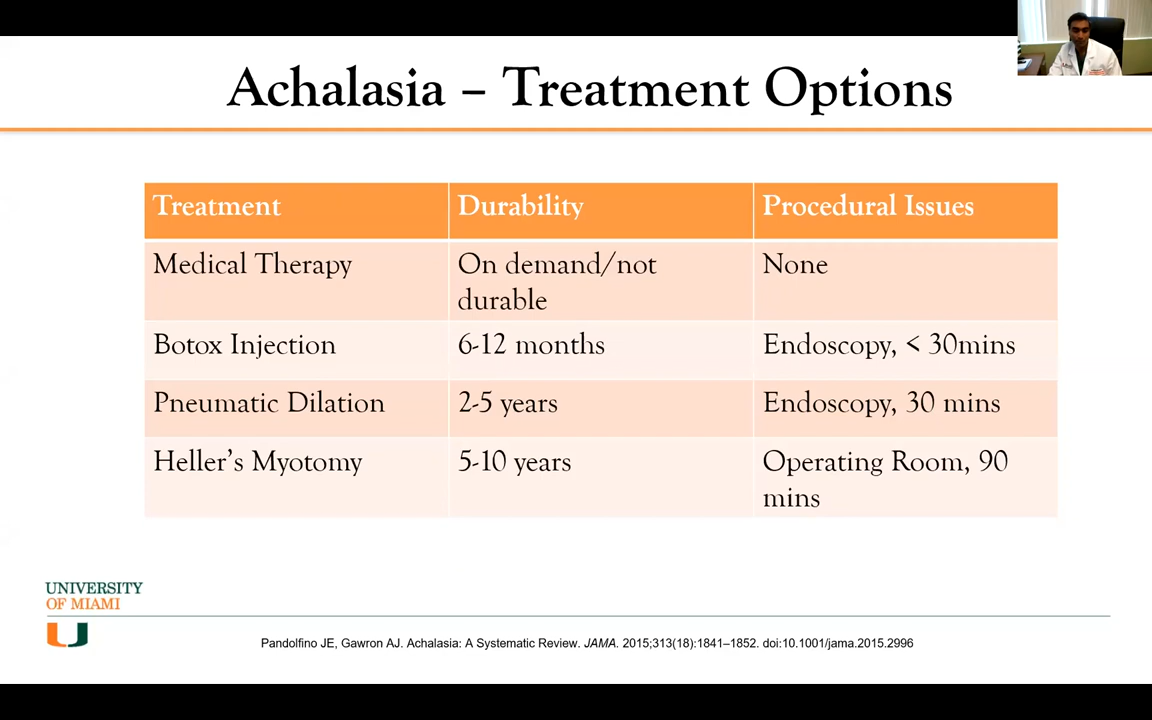 Achalasia – Treatment Options
Treatment Durability Procedural Issues
Medical Therapy On demand/not durable None
Botox Injection 6-12 months Endoscopy, < 30mins
Pneumatic Dilation 2-5 years Endoscopy, 30 mins
Heller's Myotomy 5-10 years Operating Room, 90 mins
UNIVERSITY
OF MIAMI
Pandolfino JE, Gawron AJ. Achalasia: A Systematic Review. JAMA. 2015;313(18):1841–1852. doi:10.1001/jama.2015.2996